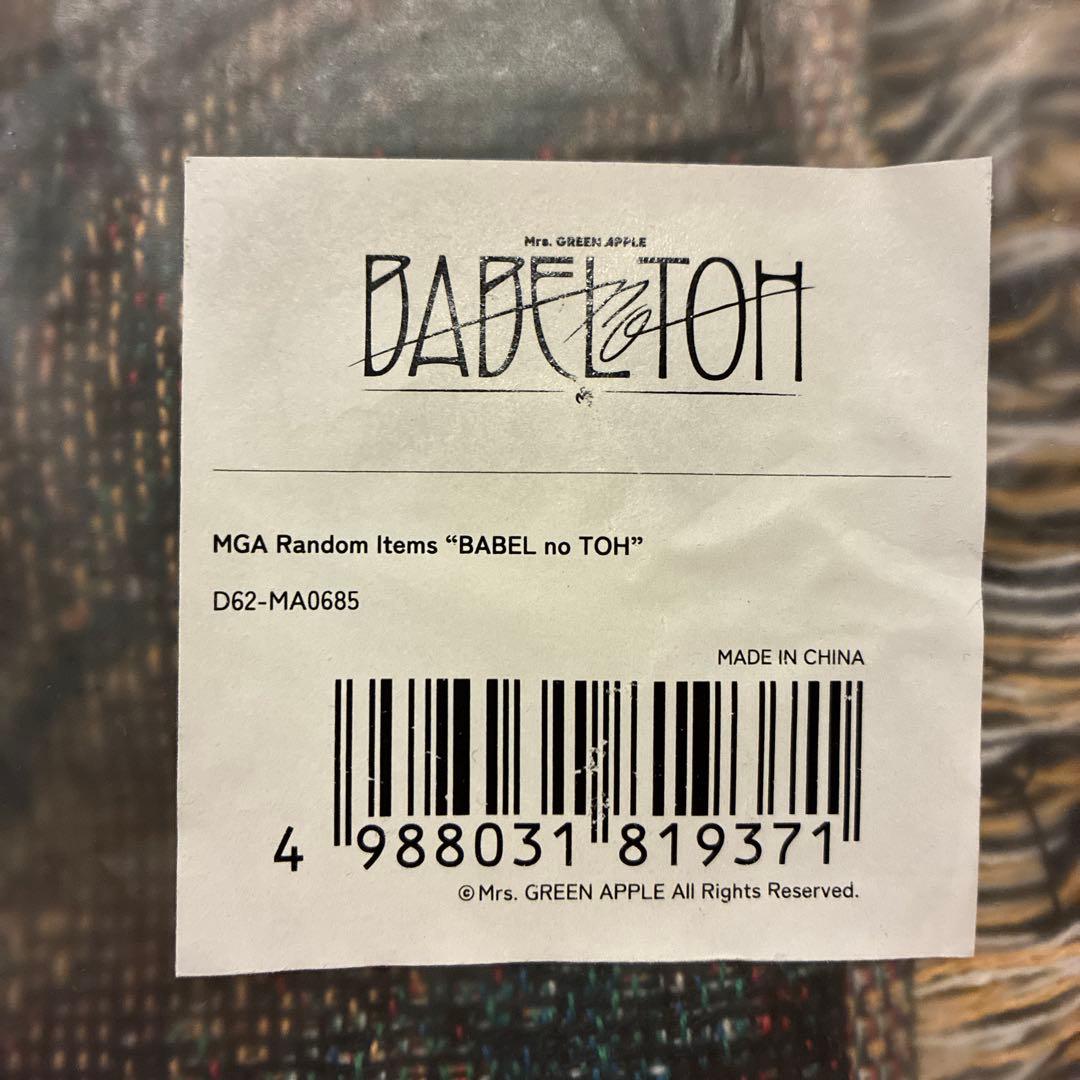 Mrs. GREEN APPLE
BABEL no TOH
MGA Random Items “BABEL no TOH”
D62-MA0685
MADE IN CHINA
4 988031 819371
©Mrs. GREEN APPLE All Rights Reserved.